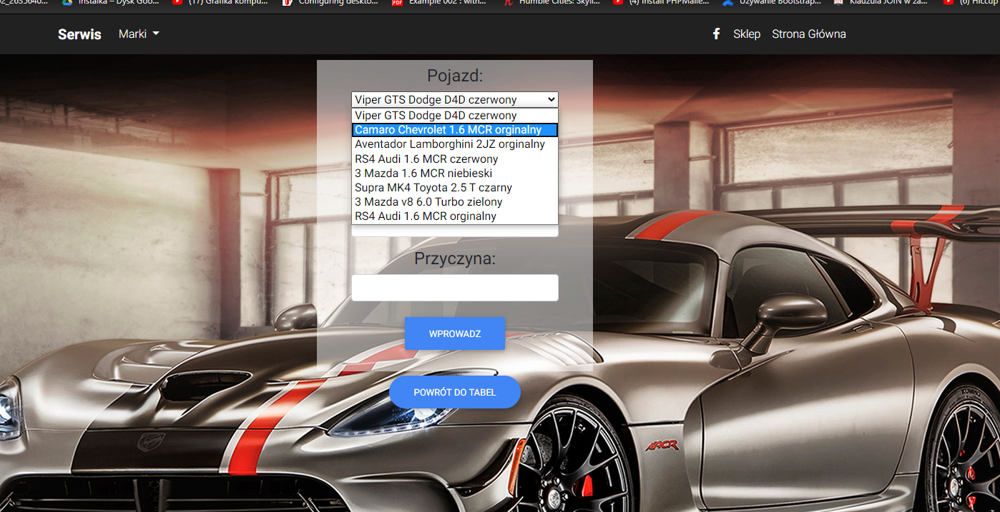 Instalka – Dysk Goo...
(17) Grafika kompu...
Configuring deskto...
Example 002 : with...
Humble Cities: Skyli...
(4) Install PHPMaile...
Używanie Bootstrap...
Klauzula JOIN w za...
(6) Hiccup
Serwis
Marki
Sklep
Strona Główna
Pojazd:
Viper GTS Dodge D4D czerwony
Viper GTS Dodge D4D czerwony
Camaro Chevrolet 1.6 MCR orginalny
Aventador Lamborghini 2JZ orginalny
RS4 Audi 1.6 MCR czerwony
3 Mazda 1.6 MCR niebieski
Supra MK4 Toyota 2.5 T czarny
3 Mazda v8 6.0 Turbo zielony
RS4 Audi 1.6 MCR orginalny
Przyczyna:
WPROWADZ
POWRÓT DO TABEL
ACR
KUMHO